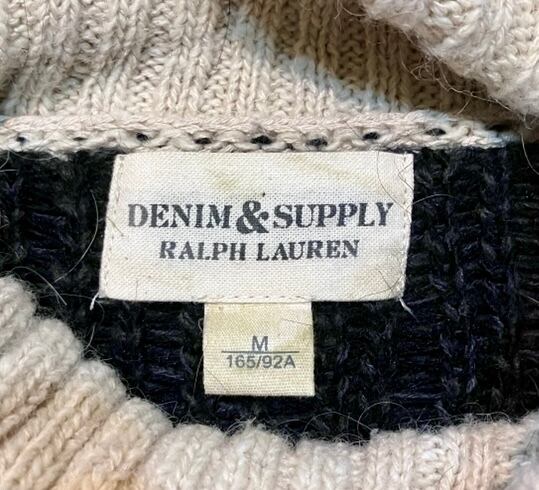 DENIM & SUPPLY
RALPH LAUREN
M
165/92A